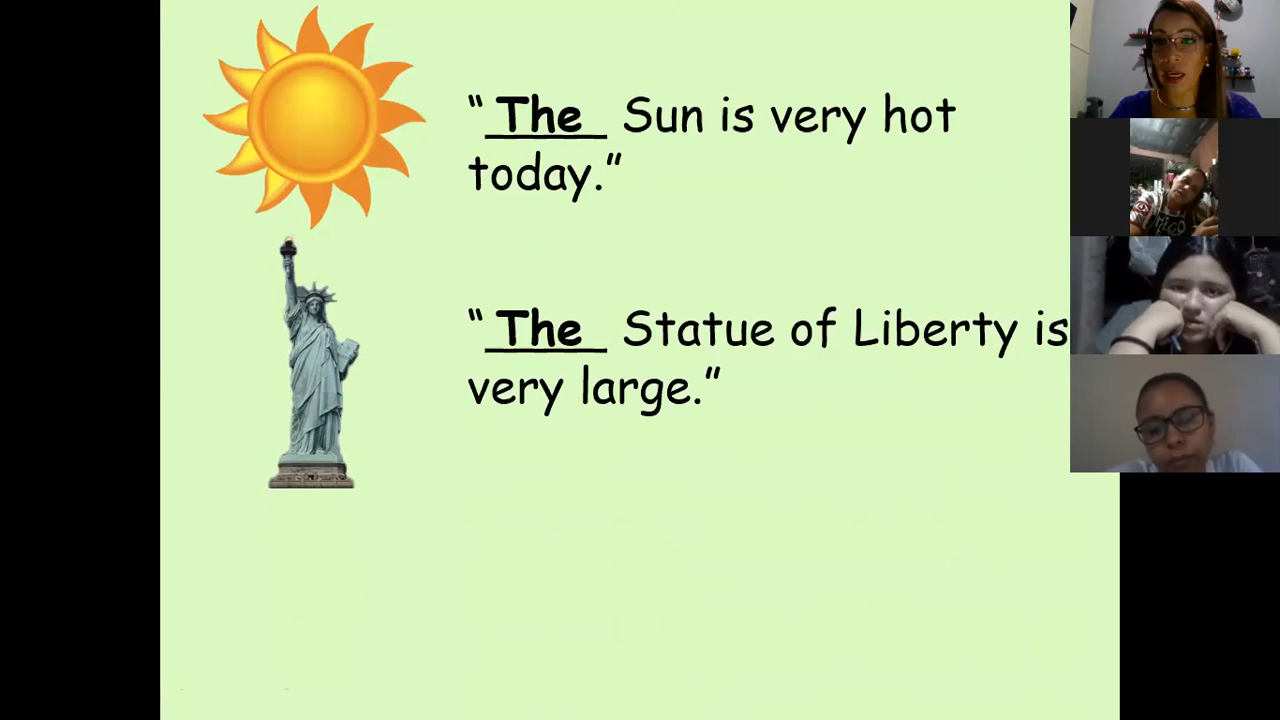 “ The Sun is very hot
today.”
“ The Statue of Liberty is
very large.”